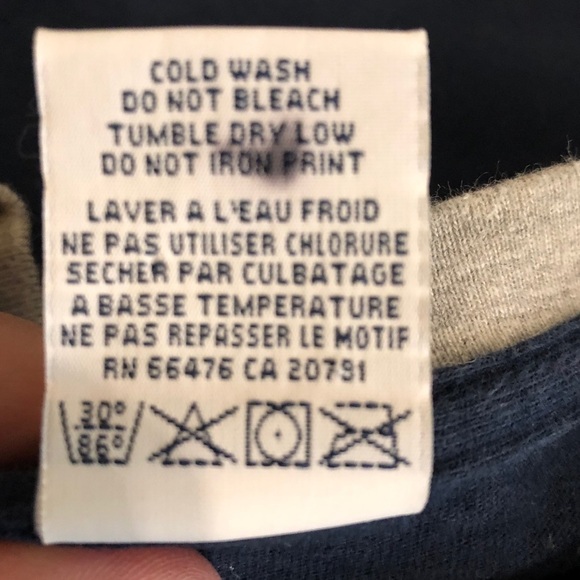 COLD WASH
DO NOT BLEACH
TUMBLE DRY LOW
DO NOT IRON PRINT
LAVER A L'EAU FROID
NE PAS UTILISER CHLORURE
SECHER PAR CULBATAGE
A BASSE TEMPERATURE
NE PAS REPASSER LE MOTIF
RN 66476 CA 20791
30°
86°